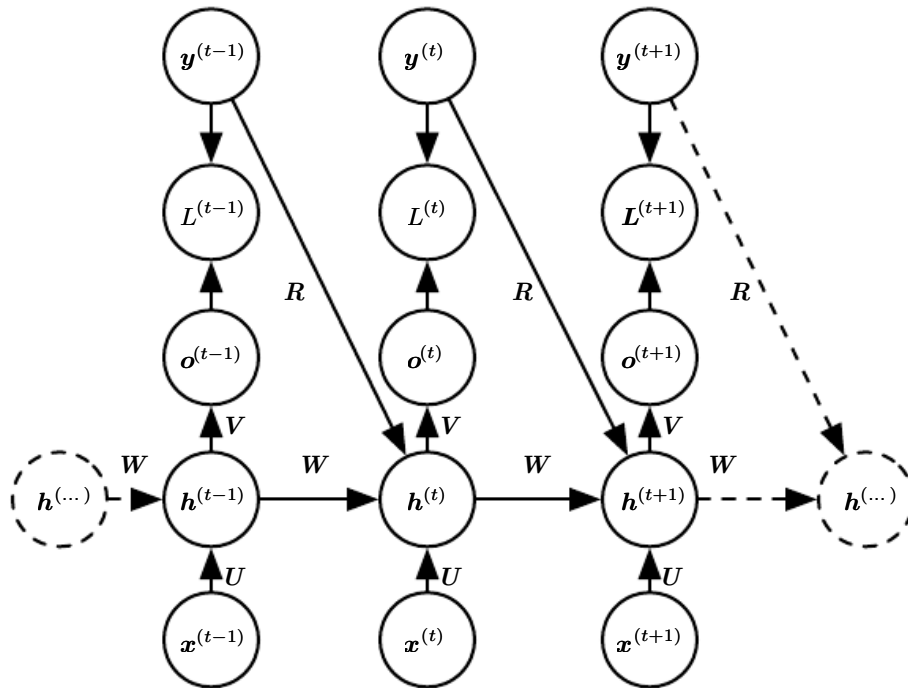 y^(t−1) y^(t) y^(t+1)
L^(t−1) L^(t) L^(t+1)
R R R
o^(t−1) o^(t) o^(t+1)
V V V
W W W W
h^(...) h^(t−1) h^(t) h^(t+1) h^(...)
U U U
x^(t−1) x^(t) x^(t+1)